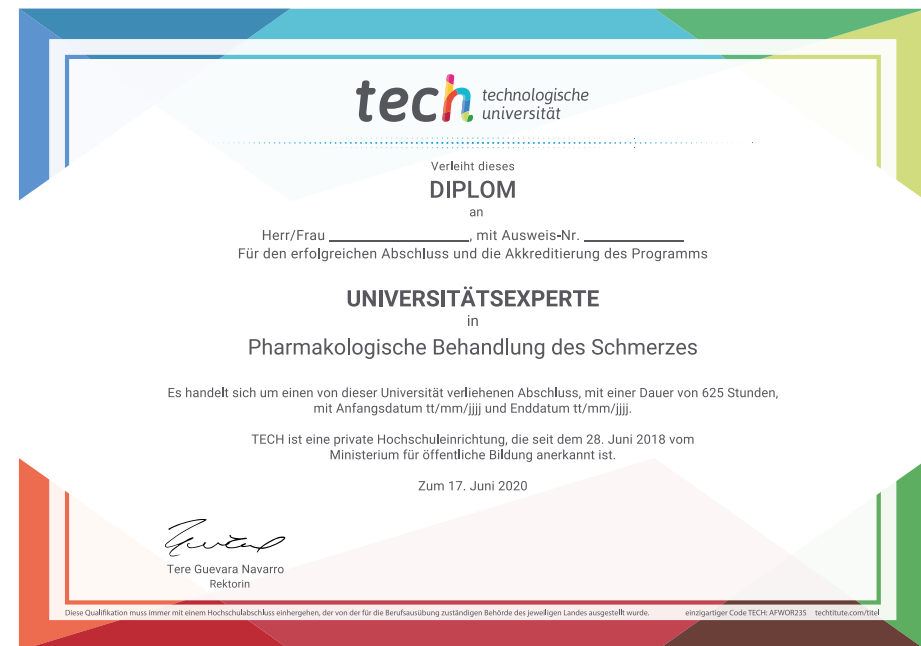 tech technologische
universität
Verleiht dieses
DIPLOM
an
Herr/Frau ____________________, mit Ausweis-Nr. ______________
Für den erfolgreichen Abschluss und die Akkreditierung des Programms
UNIVERSITÄTSEXPERTE
in
Pharmakologische Behandlung des Schmerzes
Es handelt sich um einen von dieser Universität verliehenen Abschluss, mit einer Dauer von 625 Stunden,
mit Anfangsdatum tt/mm/jjjj und Enddatum tt/mm/jjjj.
TECH ist eine private Hochschuleinrichtung, die seit dem 28. Juni 2018 vom
Ministerium für öffentliche Bildung anerkannt ist.
Zum 17. Juni 2020
Tere Guevara Navarro
Rektorin
Diese Qualifikation muss immer mit einem Hochschulabschluss einhergehen, der von der für die Berufsausübung zuständigen Behörde des jeweiligen Landes ausgestellt wurde. einzigartiger Code TECH: AFWOR23S techtitute.com/titel